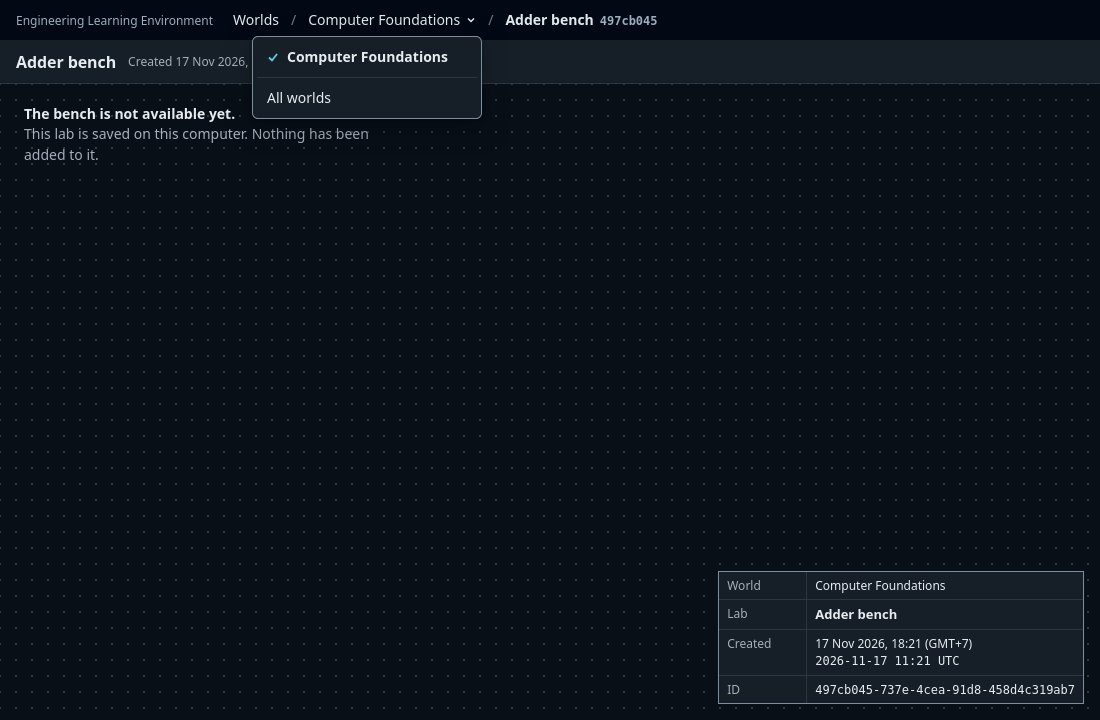 Engineering Learning Environment Worlds / Computer Foundations / Adder bench 497cb045
Adder bench Created 17 Nov 2026,
Computer Foundations
All worlds
The bench is not available yet.
This lab is saved on this computer. Nothing has been
added to it.
World Computer Foundations
Lab Adder bench
Created 17 Nov 2026, 18:21 (GMT+7)
2026-11-17 11:21 UTC
ID 497cb045-737e-4cea-91d8-458d4c319ab7